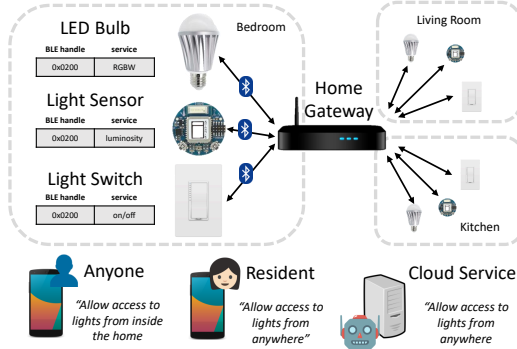 LED Bulb
BLE handle service
0x0200 RGBW
Light Sensor
BLE handle service
0x0200 luminosity
Light Switch
BLE handle service
0x0200 on/off
Bedroom
Home
Gateway
Living Room
Kitchen
Anyone
“Allow access to
lights from inside
the home”
Resident
“Allow access to
lights from
anywhere”
Cloud Service
“Allow access to
lights from
anywhere